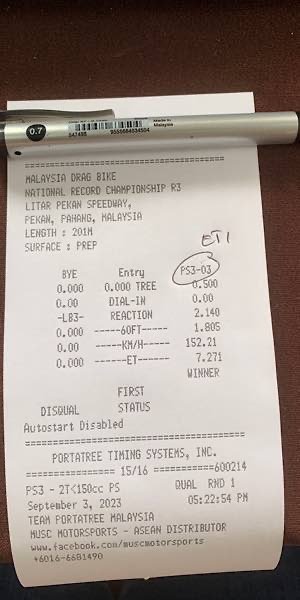 0.7
547495
9556684634504
Made in
Malaysia
MALAYSIA DRAG BIKE
NATIONAL RECORD CHAMPIONSHIP R3
LITAR PEKAN SPEEDWAY,
PEKAN, PAHANG, MALAYSIA
LENGTH : 201M
SURFACE : PREP
ET1
BYE Entry PS3-03
0.000 0.000 TREE 0.500
0.00 DIAL-IN 0.00
-LB3- REACTION 2.140
0.000 ------60FT----- 1.805
0.00 -----KM/H------ 152.21
0.000 ------ET------ 7.271
WINNER
FIRST
DISQUAL STATUS
Autostart Disabled
PORTATREE TIMING SYSTEMS, INC.
============== 15/16 ===========600214
PS3 - 2T<150cc PS QUAL RND 1
September 3, 2023 05:22:54 PM
TEAM PORTATREE MALAYSIA
MUSC MOTORSPORTS - ASEAN DISTRIBUTOR
www.facebook.com/muscmotorsports
+6016-6681490